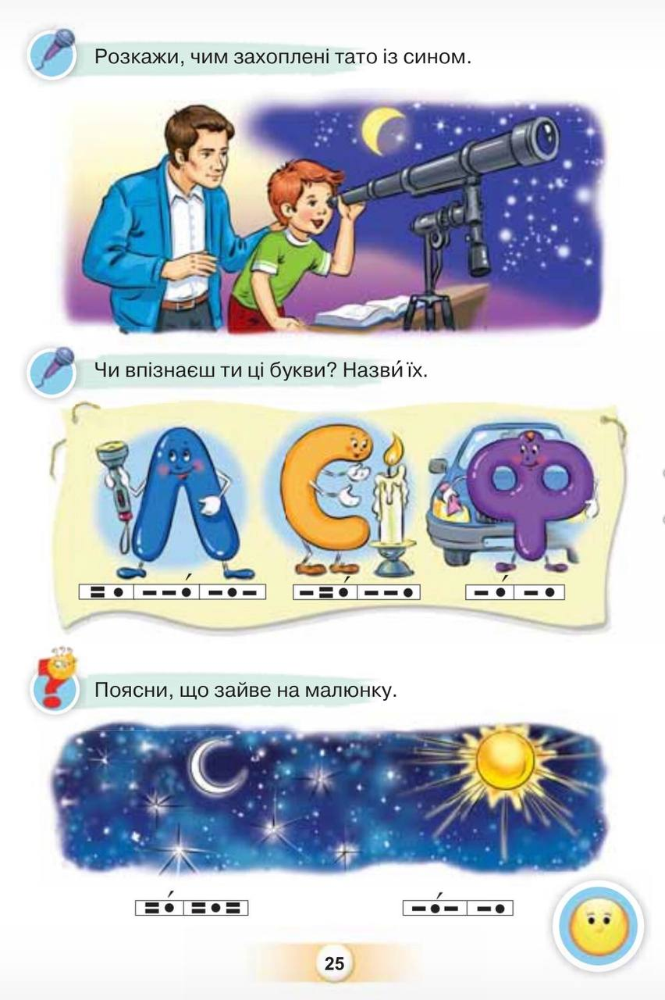 Розкажи, чим захоплені тато із сином.
Чи впізнаєш ти ці букви? Назви́ їх.
Л С Ф
Поясни, що зайве на малюнку.
25